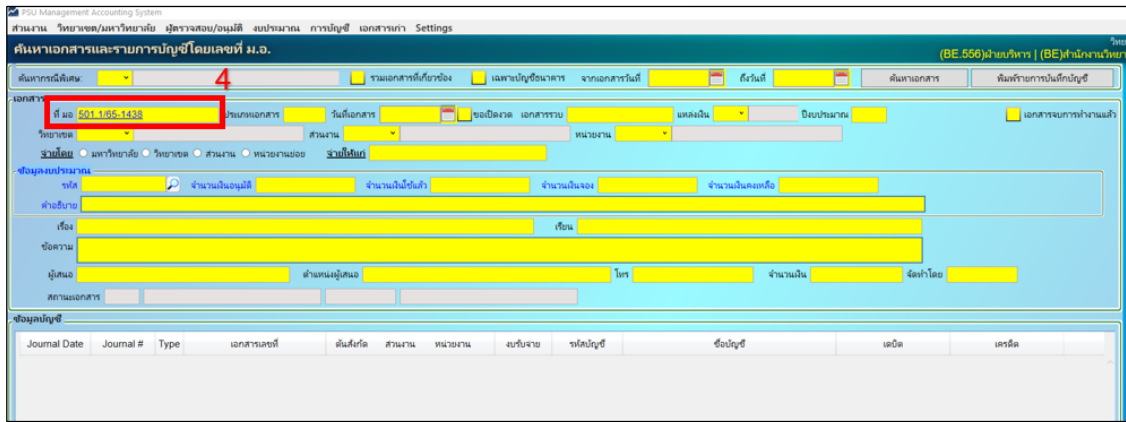 PSU Management Accounting System
ส่วนงาน วิทยาเขต/มหาวิทยาลัย ผู้ตรวจสอบ/อนุมัติ งบประมาณ การบัญชี เอกสารเก่า Settings
ค้นหาเอกสารและรายการบัญชีโดยเลขที่ ม.อ.
วิทย
(BE.556)ฝ่ายบริหาร | (BE)สำนักงานวิทยา
ค้นหากรณีพิเศษ: 4 รวมเอกสารที่เกี่ยวข้อง เฉพาะบัญชีธนาคาร จากเอกสารวันที่ ถึงวันที่ ค้นหาเอกสาร พิมพ์รายการบันทึกบัญชี
เอกสาร
ที่ มอ 501.1/65-1438 ประเภทเอกสาร วันที่เอกสาร ขอเปิดงวด เอกสารรวบ แหล่งเงิน ปีงบประมาณ เอกสารจบการทำงานแล้ว
วิทยาเขต ส่วนงาน หน่วยงาน
จ่ายโดย มหาวิทยาลัย วิทยาเขต ส่วนงาน หน่วยงานย่อย จ่ายให้แก่
ข้อมูลงบประมาณ
รหัส จำนวนเงินอนุมัติ จำนวนเงินใช้แล้ว จำนวนเงินจอง จำนวนเงินคงเหลือ
คำอธิบาย
เรื่อง เรียน
ข้อความ
ผู้เสนอ ตำแหน่งผู้เสนอ โทร จำนวนเงิน จัดทำโดย
สถานะเอกสาร
ข้อมูลบัญชี
Journal Date Journal # Type เอกสารเลขที่ ต้นสังกัด ส่วนงาน หน่วยงาน งบรับจ่าย รหัสบัญชี ชื่อบัญชี เดบิต เครดิต